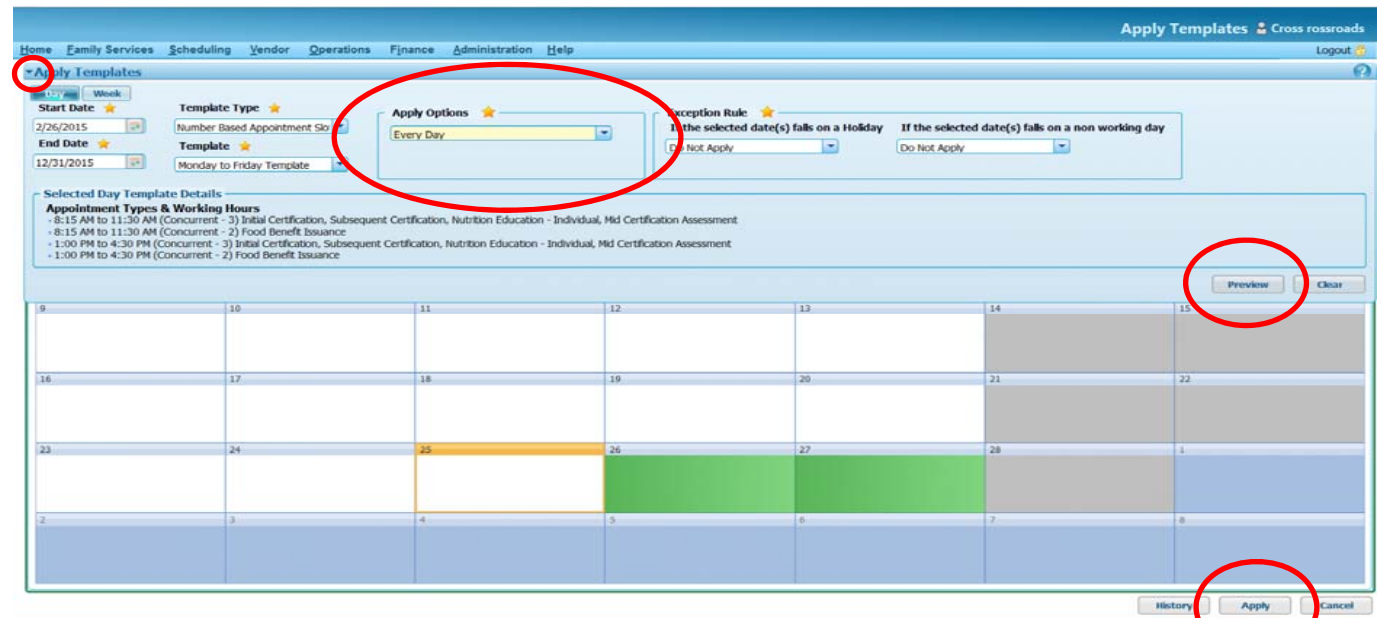 Apply Templates Cross rossroads
Home Family Services Scheduling Vendor Operations Finance Administration Help Logout
Apply Templates
Day Week
Start Date Template Type Apply Options Exception Rule
2/26/2015 Number Based Appointment Slo Every Day If the selected date(s) falls on a Holiday If the selected date(s) falls on a non working day
End Date Template Do Not Apply Do Not Apply
12/31/2015 Monday to Friday Template
Selected Day Template Details
Appointment Types & Working Hours
- 8:15 AM to 11:30 AM (Concurrent - 3) Initial Certification, Subsequent Certification, Nutrition Education - Individual, Mid Certification Assessment
- 8:15 AM to 11:30 AM (Concurrent - 2) Food Benefit Issuance
- 1:00 PM to 4:30 PM (Concurrent - 3) Initial Certification, Subsequent Certification, Nutrition Education - Individual, Mid Certification Assessment
- 1:00 PM to 4:30 PM (Concurrent - 2) Food Benefit Issuance
Preview Clear
9 10 11 12 13 14 15
16 17 18 19 20 21 22
23 24 25 26 27 28 1
2 3 4 5 6 7 8
History Apply Cancel